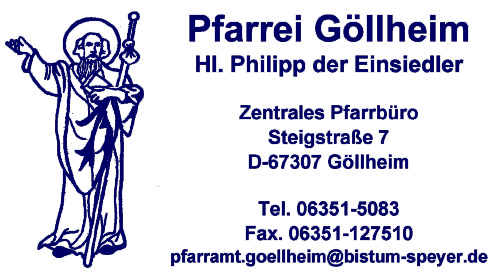 Pfarrei Göllheim
Hl. Philipp der Einsiedler
Zentrales Pfarrbüro
Steigstraße 7
D-67307 Göllheim
Tel. 06351-5083
Fax. 06351-127510
pfarramt.goellheim@bistum-speyer.de